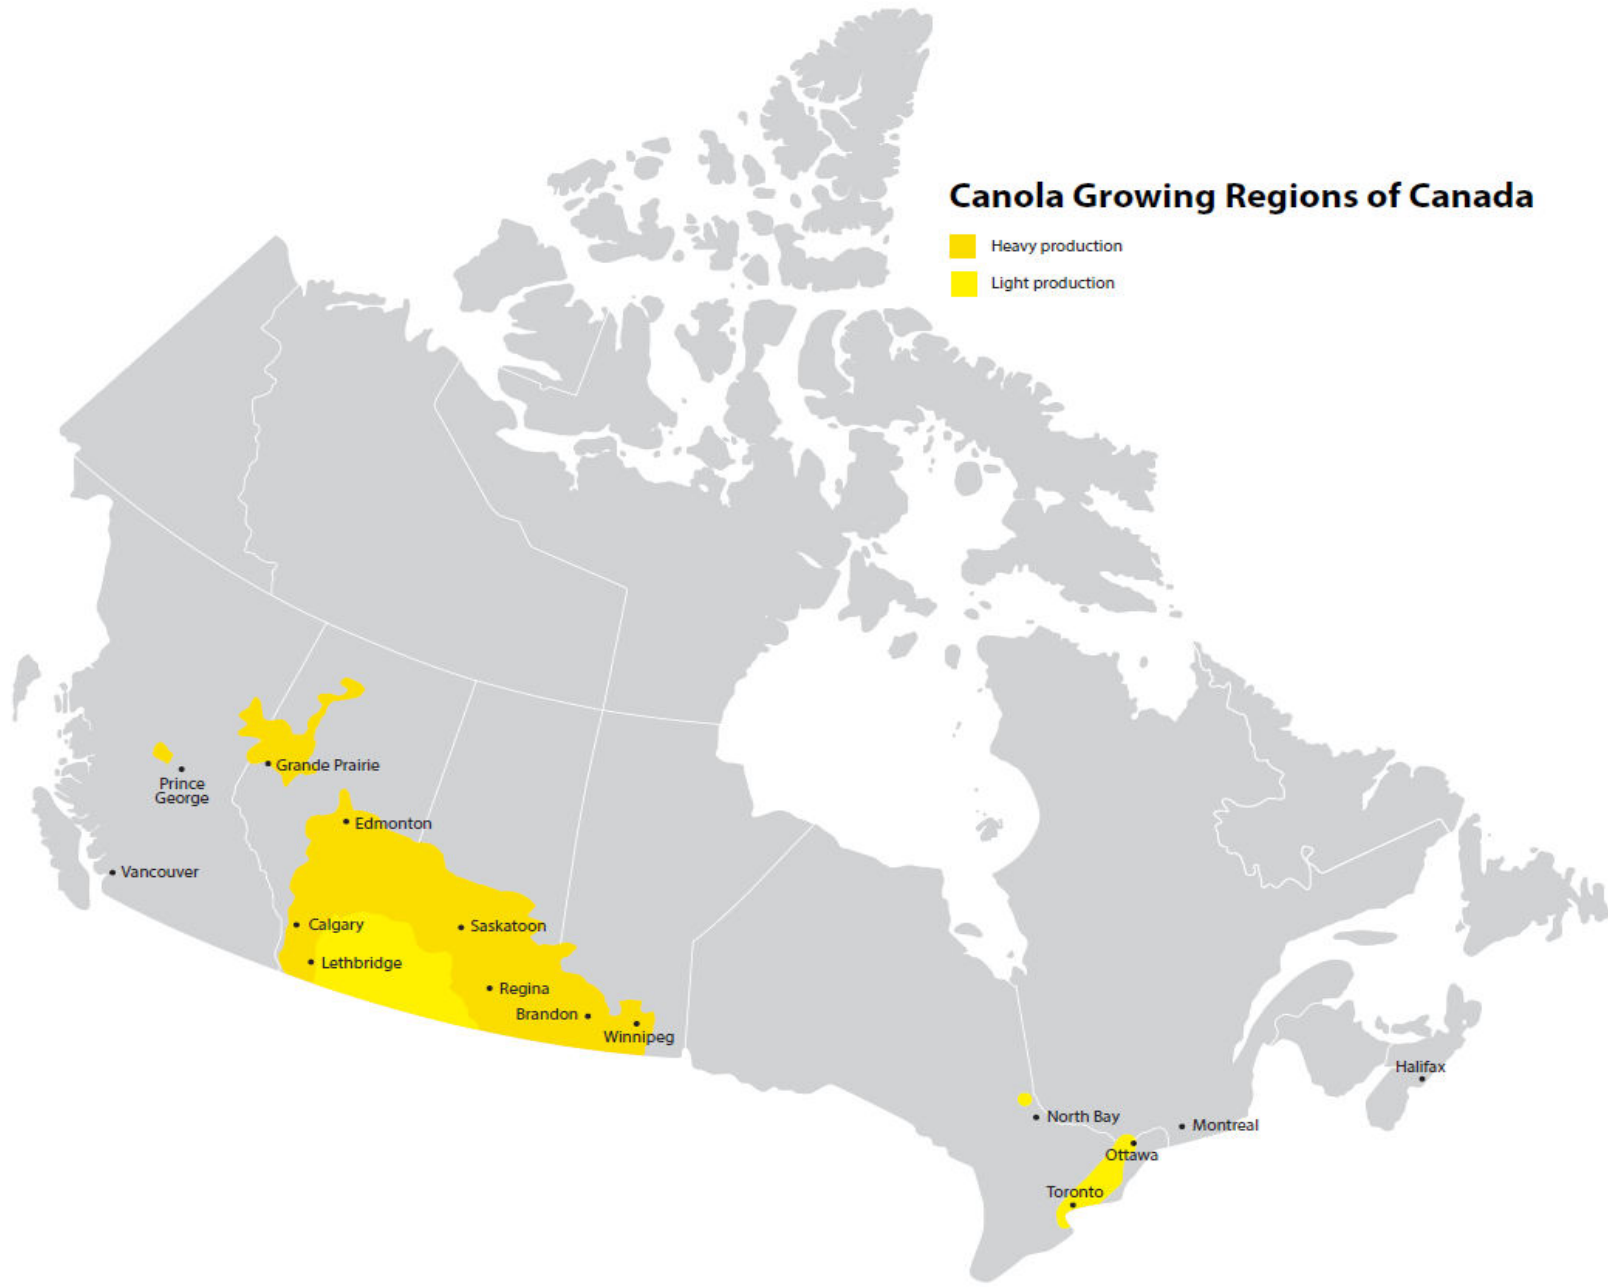 Canola Growing Regions of Canada
Heavy production
Light production
Grande Prairie
Prince
George
Edmonton
Vancouver
Calgary
Saskatoon
Lethbridge
Regina
Brandon
Winnipeg
Halifax
North Bay
Montreal
Ottawa
Toronto